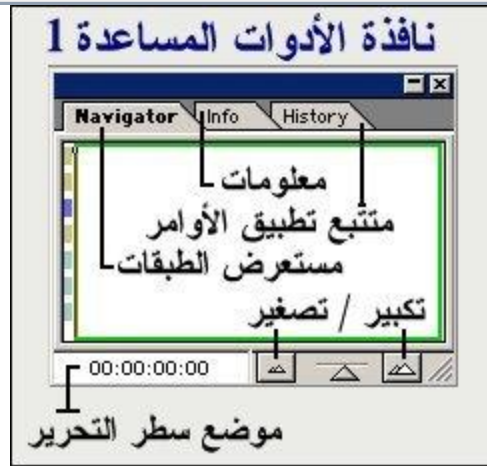 نافذة الأدوات المساعدة 1
Navigator Info History
معلومات
متتبع تطبيق الأوامر
مستعرض الطبقات
تكبير / تصغير
00:00:00:00
موضع سطر التحرير